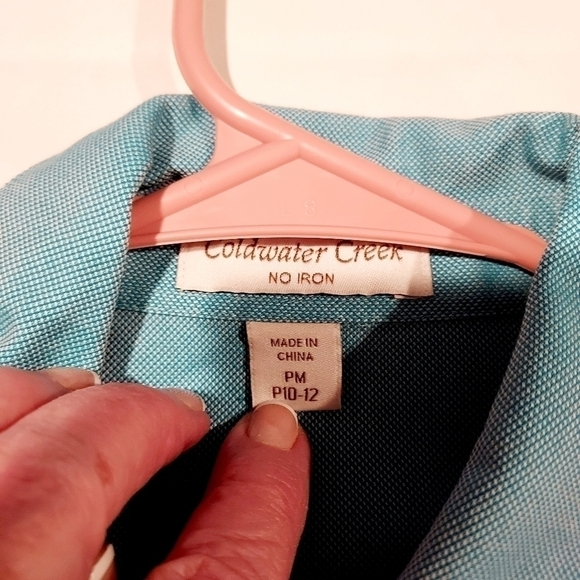 Coldwater Creek
NO IRON
MADE IN
CHINA
PM
P10-12